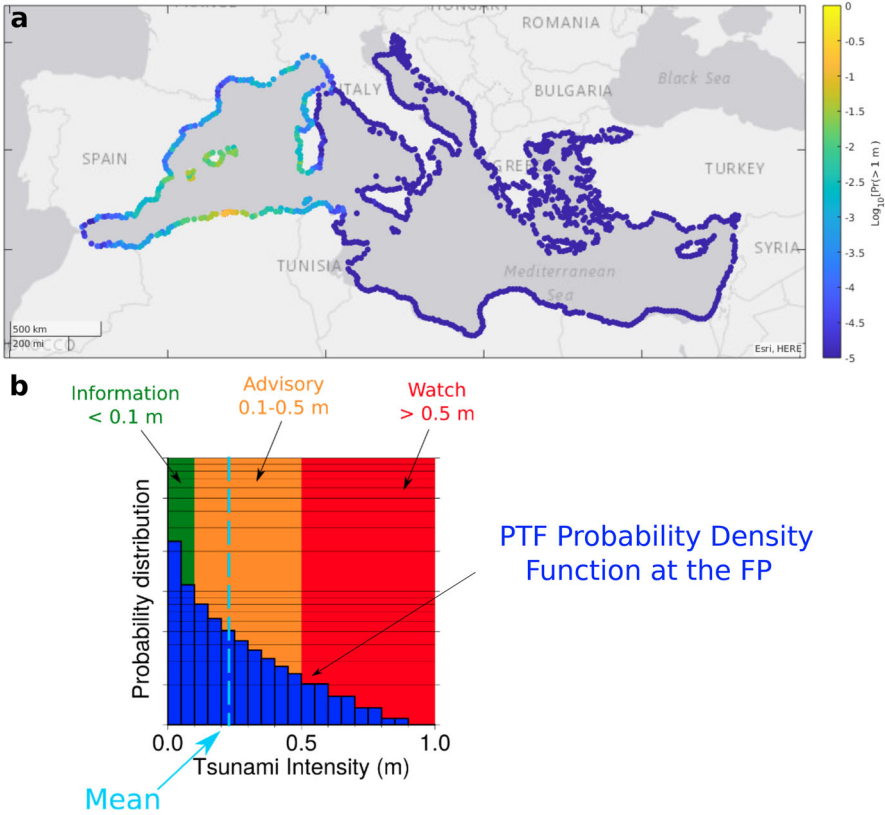 a
HUNGARY
ROMANIA
ITALY
Black Sea
BULGARIA
SPAIN
GREECE
TURKEY
TUNISIA
SYRIA
Mediterranean
Sea
500 km
200 mi
Esri, HERE
0
-0.5
-1
-1.5
-2
-2.5
-3
-3.5
-4
-4.5
-5
Log10[Pr(> 1 m )
b
Information
< 0.1 m
Advisory
0.1-0.5 m
Watch
> 0.5 m
Probability distribution
PTF Probability Density
Function at the FP
0.0
0.5
1.0
Tsunami Intensity (m)
Mean